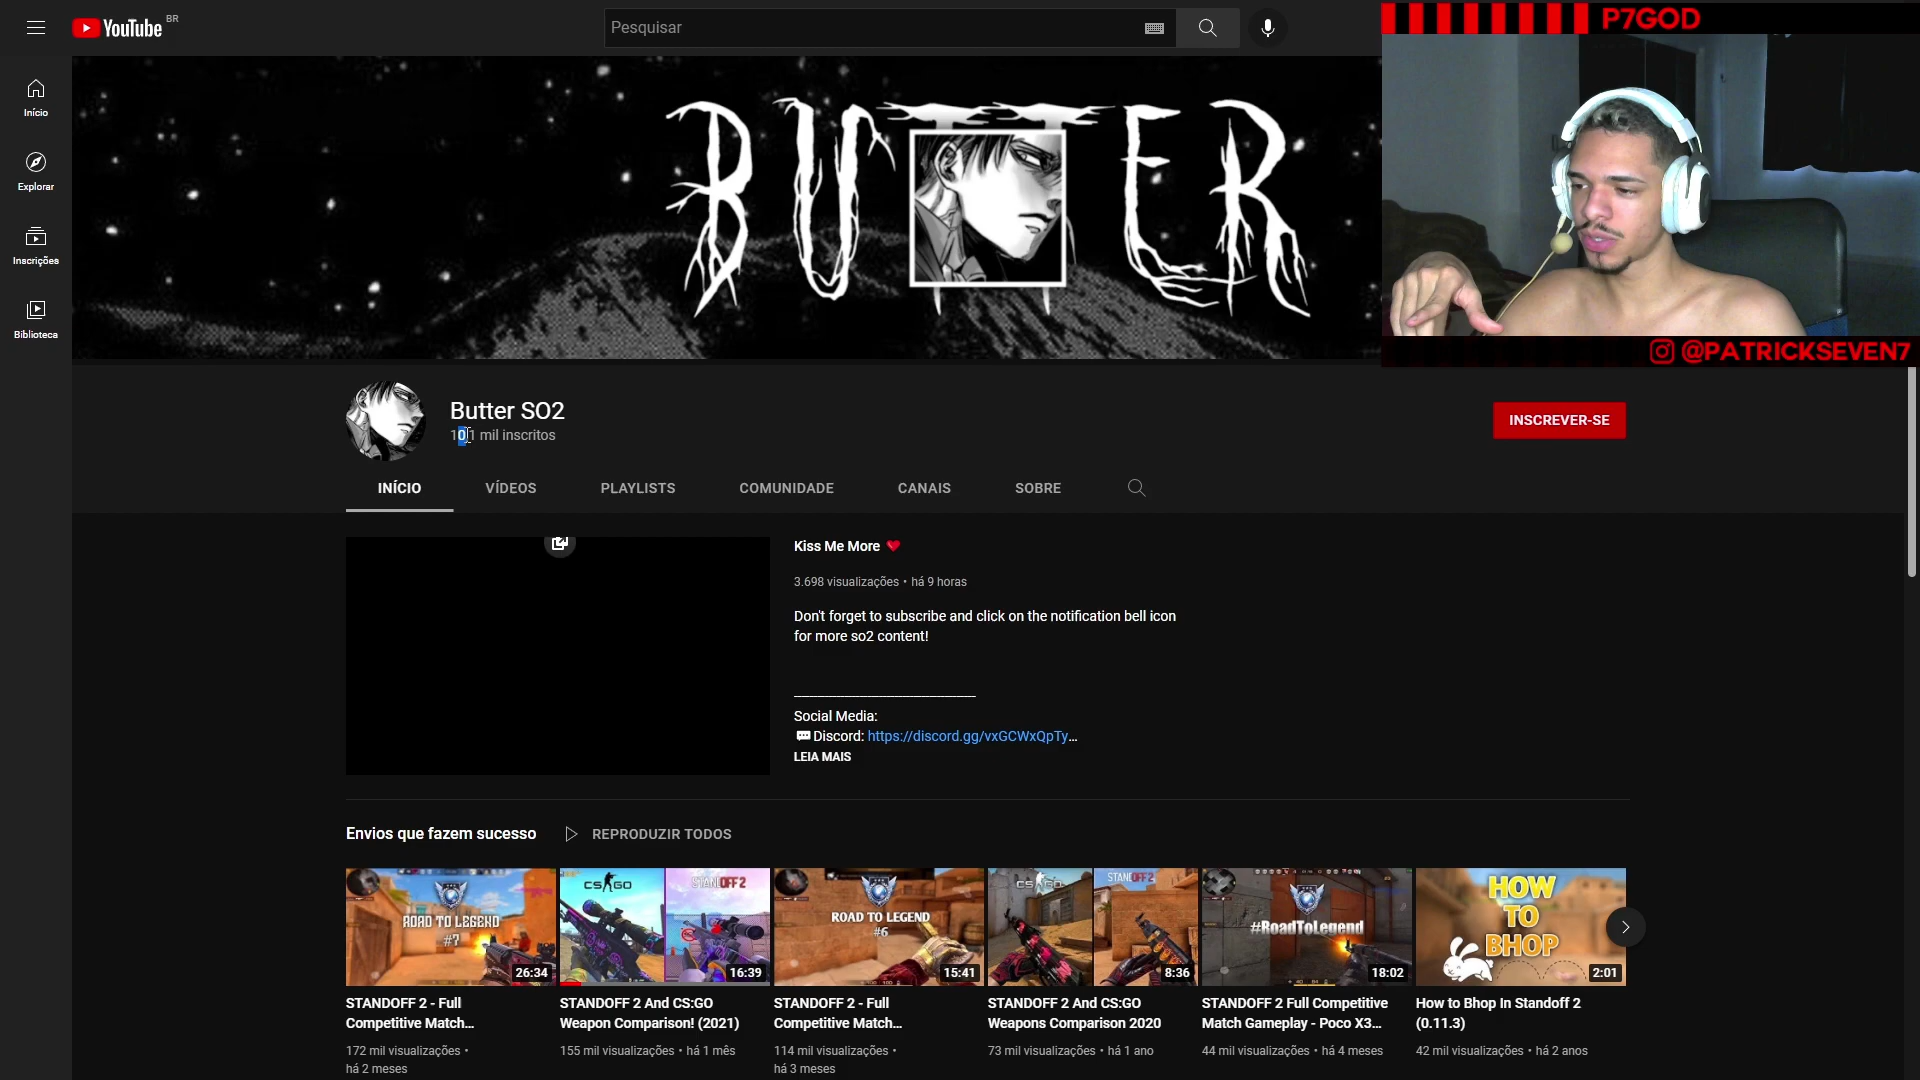 YouTube BR
Pesquisar
P7GOD
Início
Explorar
Inscrições
Biblioteca
BUTTER
@PATRICKSEVEN7
Butter SO2
INSCREVER-SE
INÍCIO
VÍDEOS
PLAYLISTS
COMUNIDADE
CANAIS
SOBRE
Kiss Me More
3.698 visualizações • há 9 horas
Don't forget to subscribe and click on the notification bell icon
for more so2 content!
Social Media:
Discord: https://discord.gg/vxGCWxQpTy...
LEIA MAIS
Envios que fazem sucesso
REPRODUZIR TODOS
ROAD TO LEGEND
#7
26:34
CS GO
STANDOFF 2
16:39
ROAD TO LEGEND
#6
15:41
CS GO
STANDOFF 2
8:36
#RoadToLegend
18:02
HOW
TO
BHOP
2:01
STANDOFF 2 - Full
Competitive Match...
172 mil visualizações •
há 2 meses
STANDOFF 2 And CS:GO
Weapon Comparison! (2021)
155 mil visualizações • há 1 mês
STANDOFF 2 - Full
Competitive Match...
114 mil visualizações •
há 3 meses
STANDOFF 2 And CS:GO
Weapons Comparison 2020
73 mil visualizações • há 1 ano
STANDOFF 2 Full Competitive
Match Gameplay - Poco X3...
44 mil visualizações • há 4 meses
How to Bhop In Standoff 2
(0.11.3)
42 mil visualizações • há 2 anos